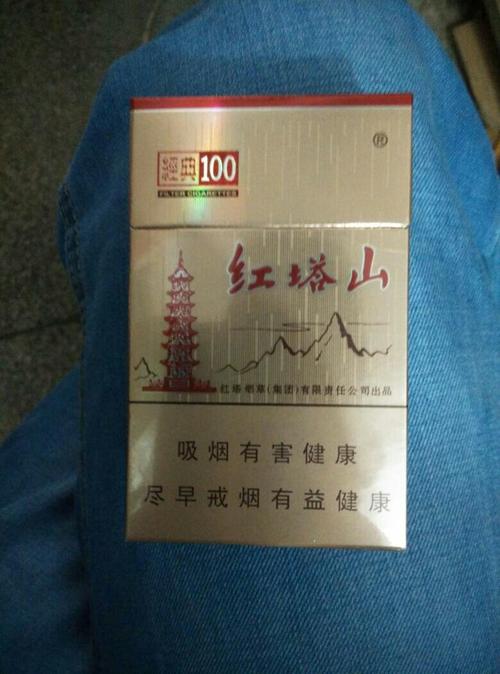 經典100
FILTER CIGARETTES
®
红塔山
红塔烟草(集团)有限责任公司出品
吸烟有害健康
尽早戒烟有益健康